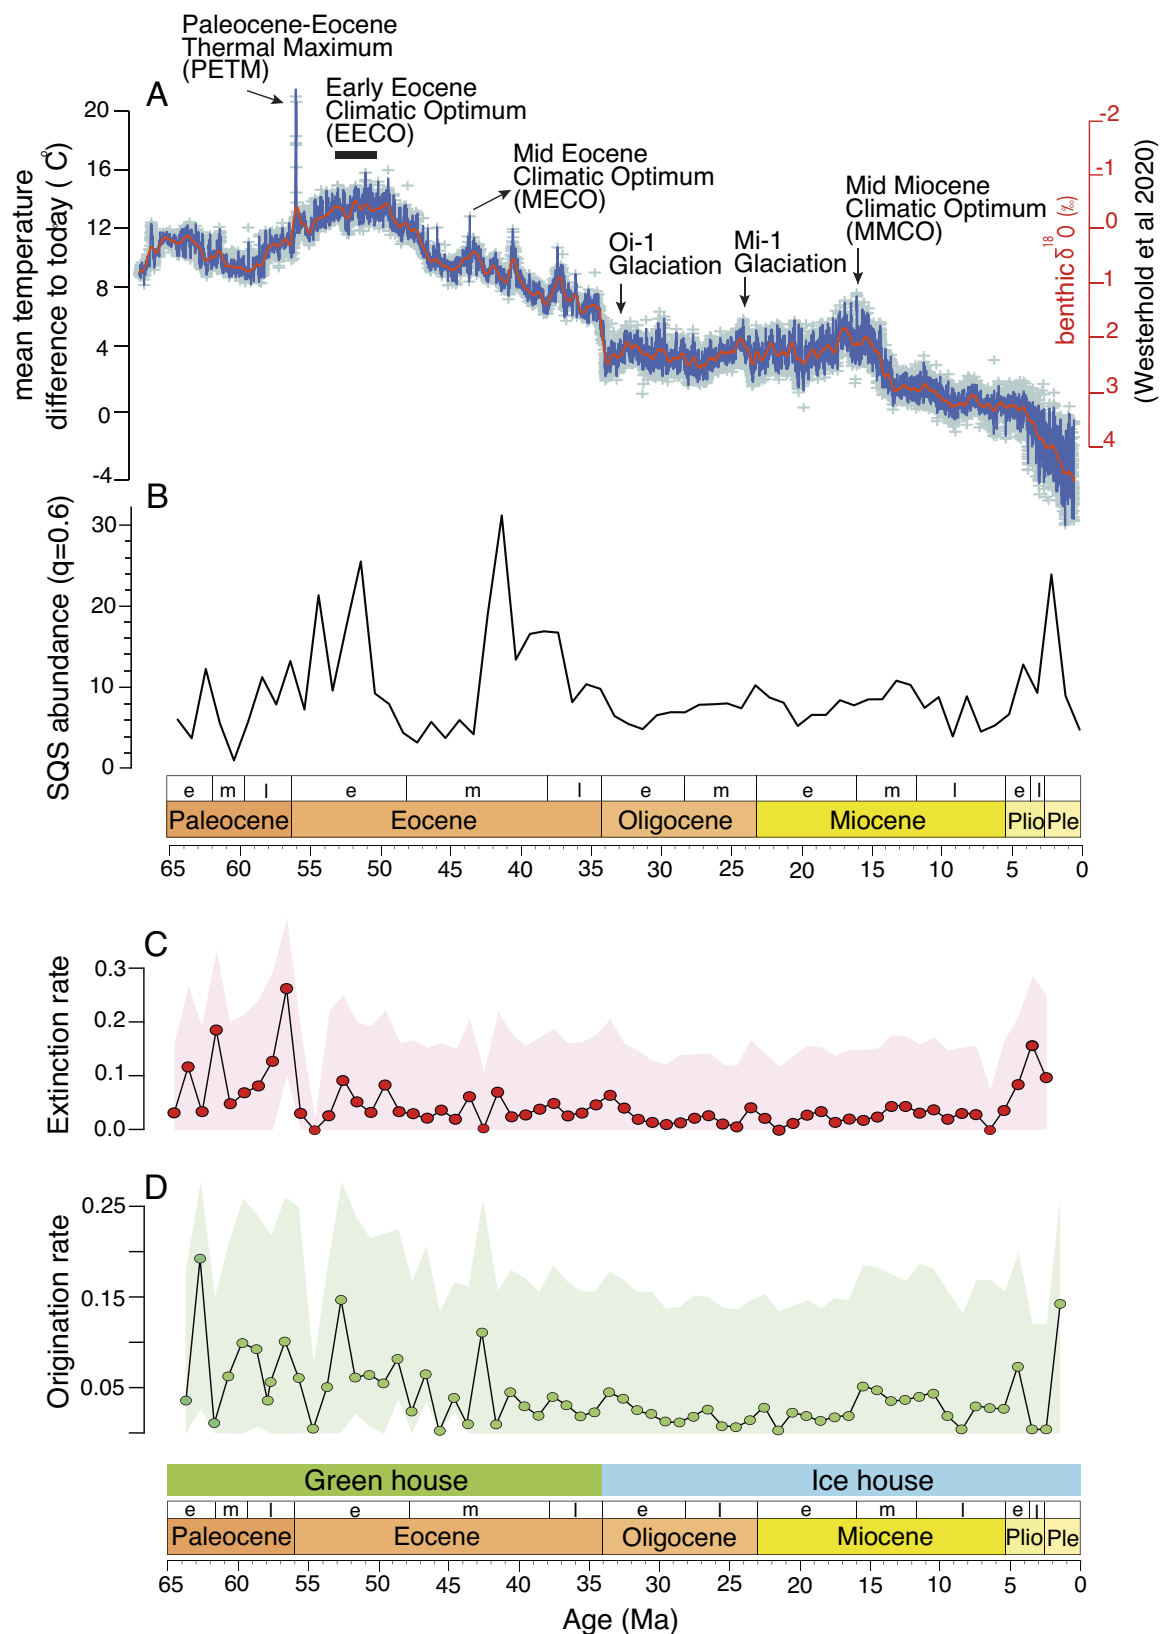 Paleocene-Eocene
Thermal Maximum
(PETM)
A
Early Eocene
Climatic Optimum
(EECO)
Mid Eocene
Climatic Optimum
(MECO)
Mid Miocene
Climatic Optimum
(MMCO)
Oi-1
Glaciation
Mi-1
Glaciation
mean temperature
difference to today ( C°)
20
16
12
8
4
0
-4
-2
-1
0
1
2
3
4
benthic δ18 O (‰)
(Westerhold et al 2020)
B
SQS abundance (q=0.6)
30
20
10
0
e m l e m l e m e m l e l
Paleocene Eocene Oligocene Miocene Plio Ple
65 60 55 50 45 40 35 30 25 20 15 10 5 0
C
Extinction rate
0.3
0.2
0.1
0.0
D
Origination rate
0.25
0.15
0.05
Green house Ice house
e m l e m l e l e m l e l
Paleocene Eocene Oligocene Miocene Plio Ple
65 60 55 50 45 40 35 30 25 20 15 10 5 0
Age (Ma)